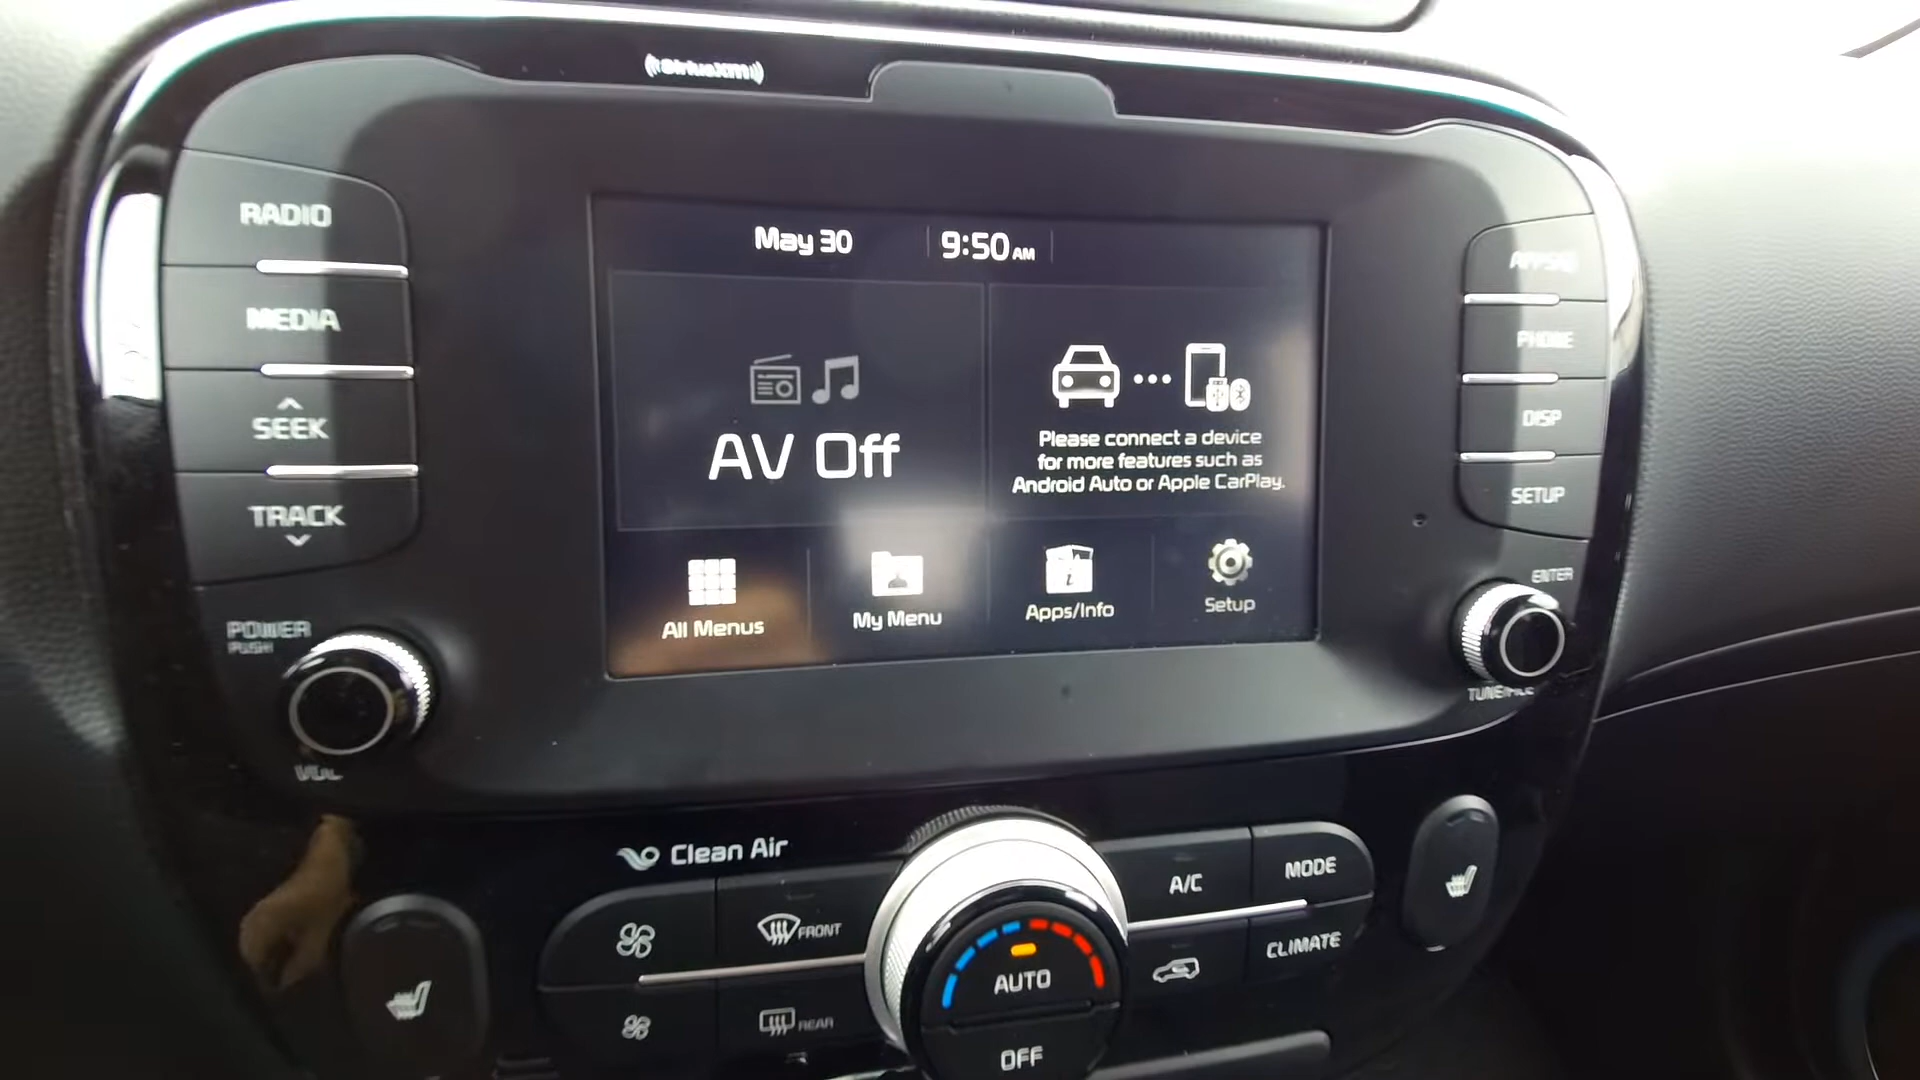 ((SiriusXM))
RADIO
MEDIA
SEEK
TRACK
POWER
PUSH
VOL
May 30
9:50 AM
AV Off
Please connect a device
for more features such as
Android Auto or Apple CarPlay.
All Menus
My Menu
Apps/Info
Setup
PHONE
DISP
SETUP
ENTER
Clean Air
FRONT
REAR
AUTO
OFF
A/C
MODE
CLIMATE